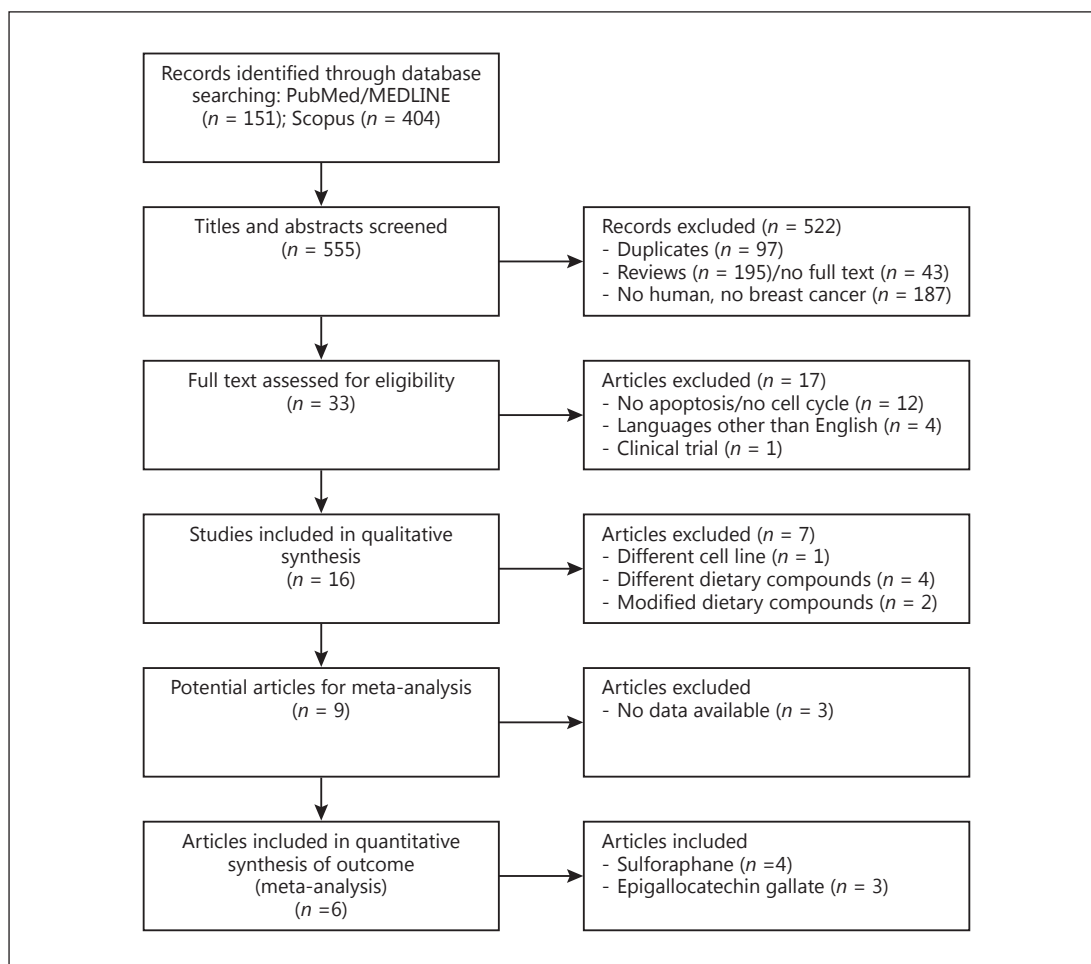 Records identified through database
searching: PubMed/MEDLINE
(n = 151); Scopus (n = 404)
Titles and abstracts screened
(n = 555)
Records excluded (n = 522)
- Duplicates (n = 97)
- Reviews (n = 195)/no full text (n = 43)
- No human, no breast cancer (n = 187)
Full text assessed for eligibility
(n = 33)
Articles excluded (n = 17)
- No apoptosis/no cell cycle (n = 12)
- Languages other than English (n = 4)
- Clinical trial (n = 1)
Studies included in qualitative
synthesis
(n = 16)
Articles excluded (n = 7)
- Different cell line (n = 1)
- Different dietary compounds (n = 4)
- Modified dietary compounds (n = 2)
Potential articles for meta-analysis
(n = 9)
Articles excluded
- No data available (n = 3)
Articles included in quantitative
synthesis of outcome
(meta-analysis)
(n =6)
Articles included
- Sulforaphane (n =4)
- Epigallocatechin gallate (n = 3)